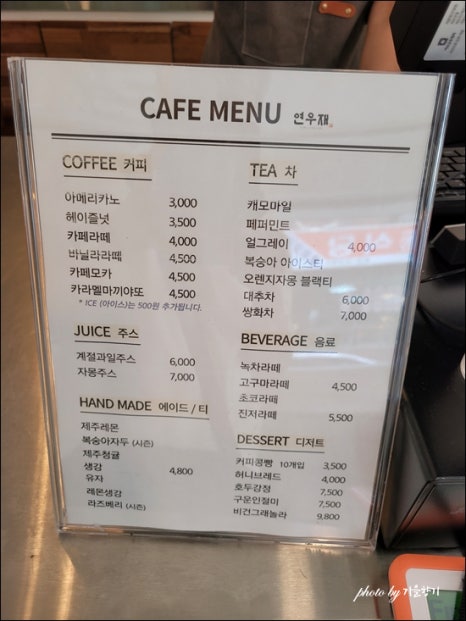 CAFE MENU 연우재
COFFEE 커피
아메리카노 3,000
헤이즐넛 3,500
카페라떼 4,000
바닐라라떼 4,500
카페모카 4,500
카라멜마끼야또 4,500
* ICE (아이스)는 500원 추가됩니다.
JUICE 주스
계절과일주스 6,000
자몽주스 7,000
HAND MADE 에이드 / 티
제주레몬
복숭아자두 (시즌)
제주청귤
생강 4,800
유자
레몬생강
라즈베리 (시즌)
TEA 차
캐모마일
페퍼민트
얼그레이 4,000
복숭아 아이스티
오렌지자몽 블랙티
대추차 6,000
쌍화차 7,000
BEVERAGE 음료
녹차라떼
고구마라떼 4,500
초코라떼
진저라떼 5,500
DESSERT 디저트
커피콩빵 10개입 3,500
허니브레드 4,000
호두강정 7,500
구운인절미 7,500
비건그래놀라 9,800
photo by 가을향기